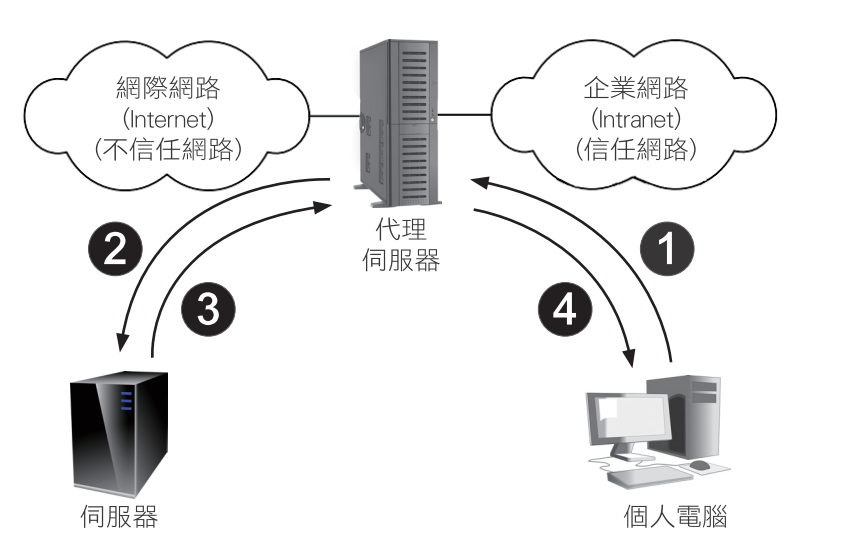 網際網路
(Internet)
(不信任網路)
企業網路
(Intranet)
(信任網路)
代理
伺服器
2
3
4
1
伺服器
個人電腦